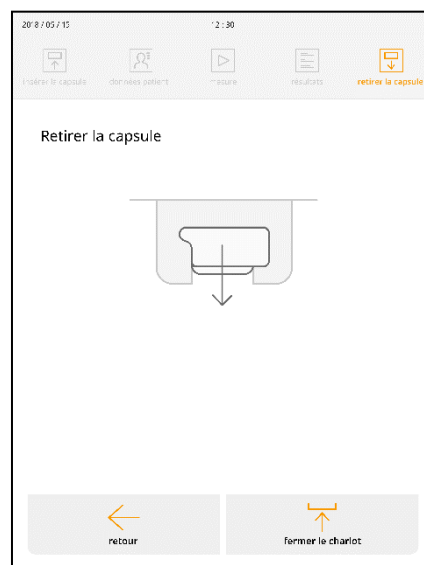 2018 / 05 / 15 12 : 30
insérer la capsule données patient mesure résultats retirer la capsule
Retirer la capsule
retour fermer le chariot